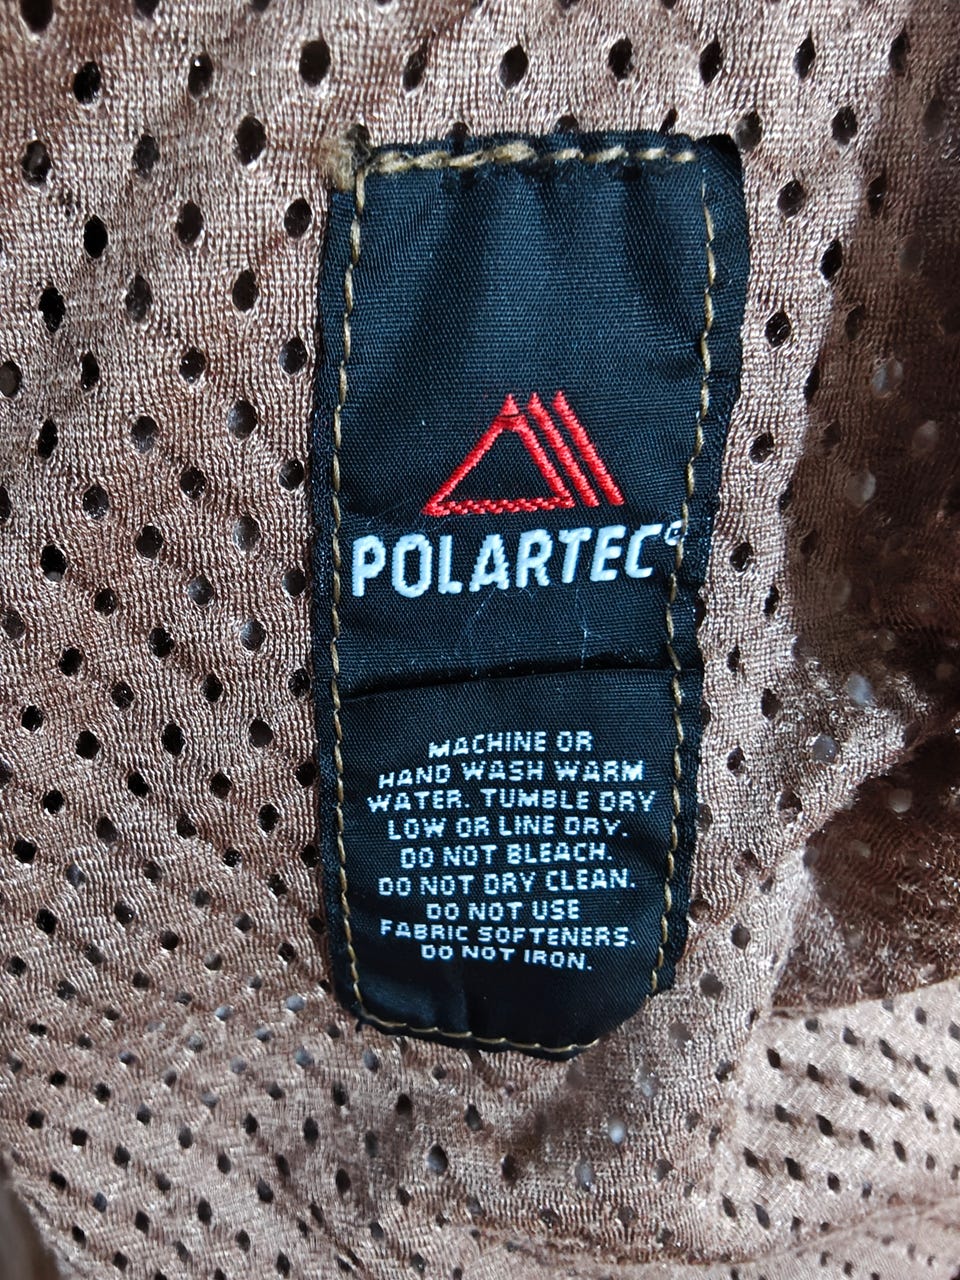 POLARTEC®
MACHINE OR
HAND WASH WARM
WATER. TUMBLE DRY
LOW OR LINE DRY.
DO NOT BLEACH.
DO NOT DRY CLEAN.
DO NOT USE
FABRIC SOFTENERS.
DO NOT IRON.